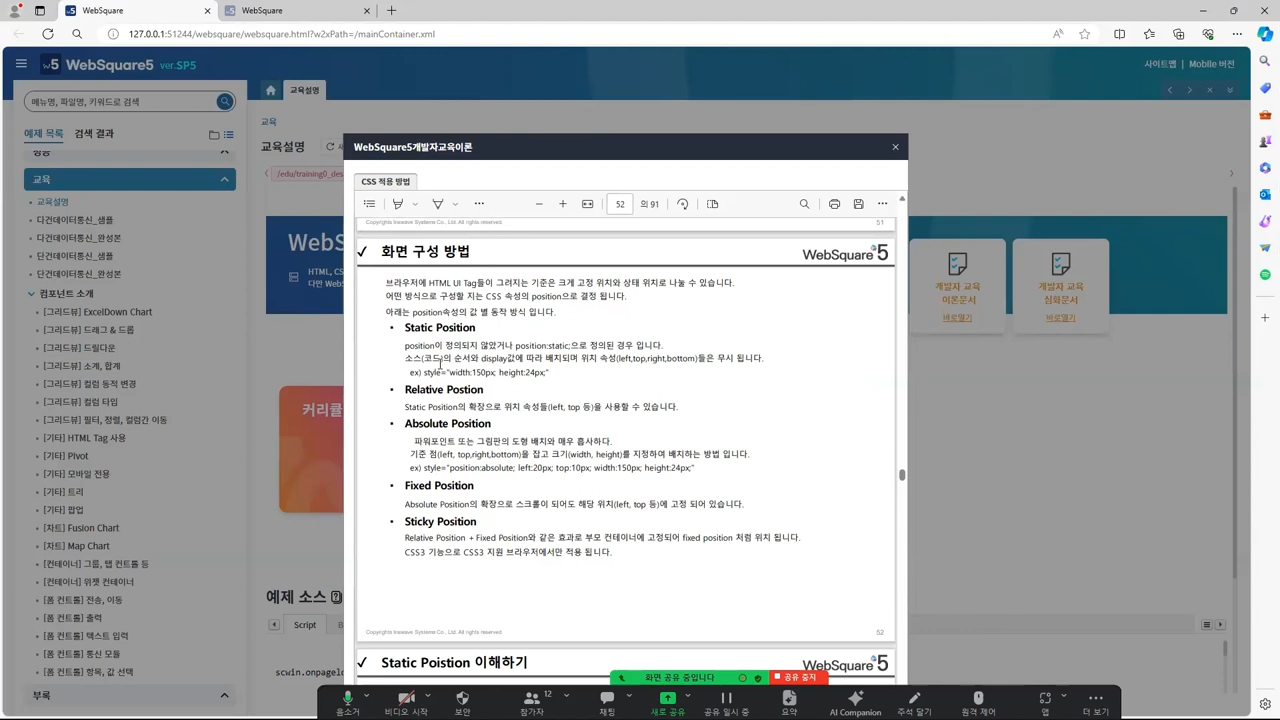 WebSquare5
WebSquare5
127.0.0.1:51244/websquare/websquare.html?w2xPath=/mainContainer.xml
W5 WebSquare5 ver.SP5
사이트맵 | Mobile 버전
메뉴명, 파일명, 키워드로 검색
교육설명
예제 목록 검색 결과
교육
교육설명
/edu/training0_des
교육
교육설명
다건데이터통신_샘플
다건데이터통신_완성본
단건데이터통신_샘플
단건데이터통신_완성본
컴포넌트 소개
[그리드뷰] ExcelDown Chart
[그리드뷰] 드래그 & 드롭
[그리드뷰] 드릴다운
[그리드뷰] 소계, 합계
[그리드뷰] 컬럼 동적 변경
[그리드뷰] 컬럼 타입
[그리드뷰] 필터, 정렬, 컬럼간 이동
[기타] HTML Tag 사용
[기타] PIvot
[기타] 모바일 전용
[기타] 트리
[기타] 팝업
[차트] Fusion Chart
[차트] Map Chart
[컨테이너] 그룹, 탭 컨트롤 등
[컨테이너] 위젯 컨테이너
[폼 컨트롤] 전송, 이동
[폼 컨트롤] 출력
[폼 컨트롤] 텍스트 입력
[폼 컨트롤] 통신 모듈
[폼 컨트롤] 항목, 값 선택
부록
WebS
HTML, CS
다만 WebS
커리큘
예제 소스
Script
scwin.onpageloa
개발자 교육
이론문서
바로열기
개발자 교육
심화문서
바로열기
WebSquare5개발자교육이론
CSS 적용 방법
52 의 91
Copyrights Inswave Systems Co., Ltd. All rights reserved.
51
✓ 화면 구성 방법
WebSquare5
브라우저에 HTML UI Tag들이 그려지는 기준은 크게 고정 위치와 상대 위치로 나눌 수 있습니다.
어떤 방식으로 구성할 지는 CSS 속성의 position으로 결정 됩니다.
아래는 position속성의 값 별 동작 방식 입니다.
• Static Position
position이 정의되지 않았거나 position:static;으로 정의된 경우 입니다.
소스(코드)의 순서와 display값에 따라 배치되며 위치 속성(left,top,right,bottom)들은 무시 됩니다.
ex) style="width:150px; height:24px;"
• Relative Postion
Static Position의 확장으로 위치 속성들(left, top 등)을 사용할 수 있습니다.
• Absolute Position
파워포인트 또는 그림판의 도형 배치와 매우 흡사하다.
기준 점(left, top,right,bottom)을 잡고 크기(width, height)를 지정하여 배치하는 방법 입니다.
ex) style="position:absolute; left:20px; top:10px; width:150px; height:24px;"
• Fixed Position
Absolute Position의 확장으로 스크롤이 되어도 해당 위치(left, top 등)에 고정 되어 있습니다.
• Sticky Position
Relative Position + Fixed Position와 같은 효과로 부모 컨테이너에 고정되어 fixed position 처럼 위치 됩니다.
CSS3 기능으로 CSS3 지원 브라우저에서만 적용 됩니다.
Copyrights Inswave Systems Co., Ltd. All rights reserved.
52
✓ Static Poistion 이해하기
WebSquare5
화면 공유 중입니다
공유 중지
12
음소거
비디오 시작
보안
참가자
채팅
새로 공유
공유 일시 중
요약
AI Companion
주석 달기
원격 제어
앱
더 보기